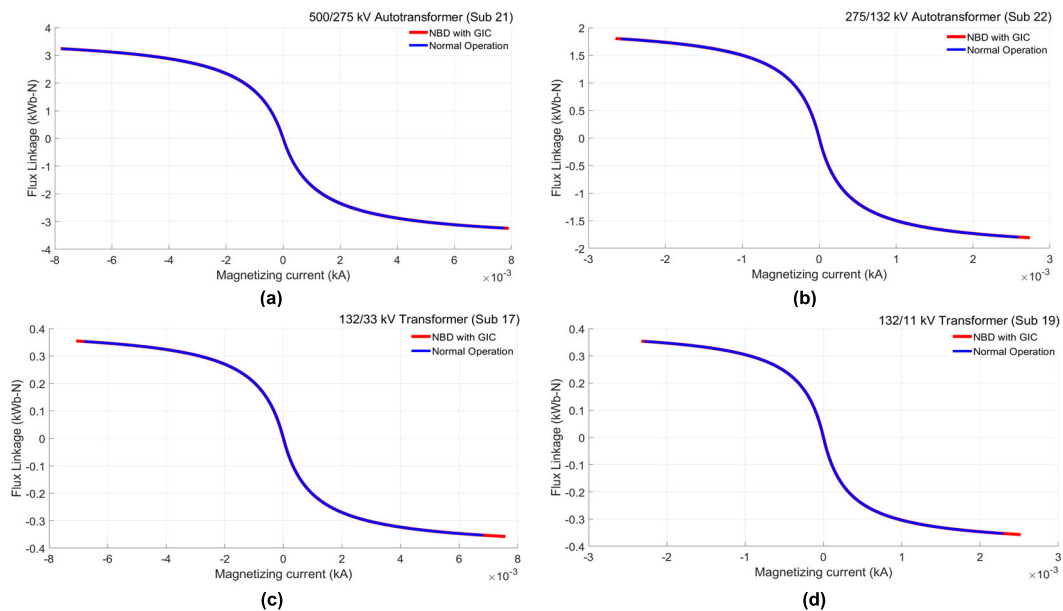 500/275 kV Autotransformer (Sub 21)
NBD with GIC
Normal Operation
4
3
2
1
0
-1
-2
-3
-4
Flux Linkage (kWb-N)
-8 -6 -4 -2 0 2 4 6 8
Magnetizing current (kA)
×10⁻³
(a)
275/132 kV Autotransformer (Sub 22)
NBD with GIC
Normal Operation
2
1.5
1
0.5
0
-0.5
-1
-1.5
-2
Flux Linkage (kWb-N)
-3 -2 -1 0 1 2 3
Magnetizing current (kA)
×10⁻³
(b)
132/33 kV Transformer (Sub 17)
NBD with GIC
Normal Operation
0.4
0.3
0.2
0.1
0
-0.1
-0.2
-0.3
-0.4
Flux Linkage (kWb-N)
-8 -6 -4 -2 0 2 4 6 8
Magnetizing current (kA)
×10⁻³
(c)
132/11 kV Transformer (Sub 19)
NBD with GIC
Normal Operation
0.4
0.3
0.2
0.1
0
-0.1
-0.2
-0.3
-0.4
Flux Linkage (kWb-N)
-3 -2 -1 0 1 2 3
Magnetizing current (kA)
×10⁻³
(d)